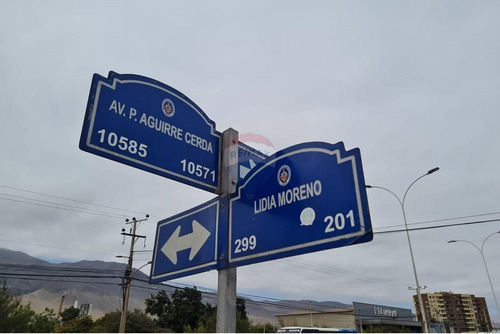 AV. P. AGUIRRE CERDA
10585 10571
LIDIA MORENO
299 201